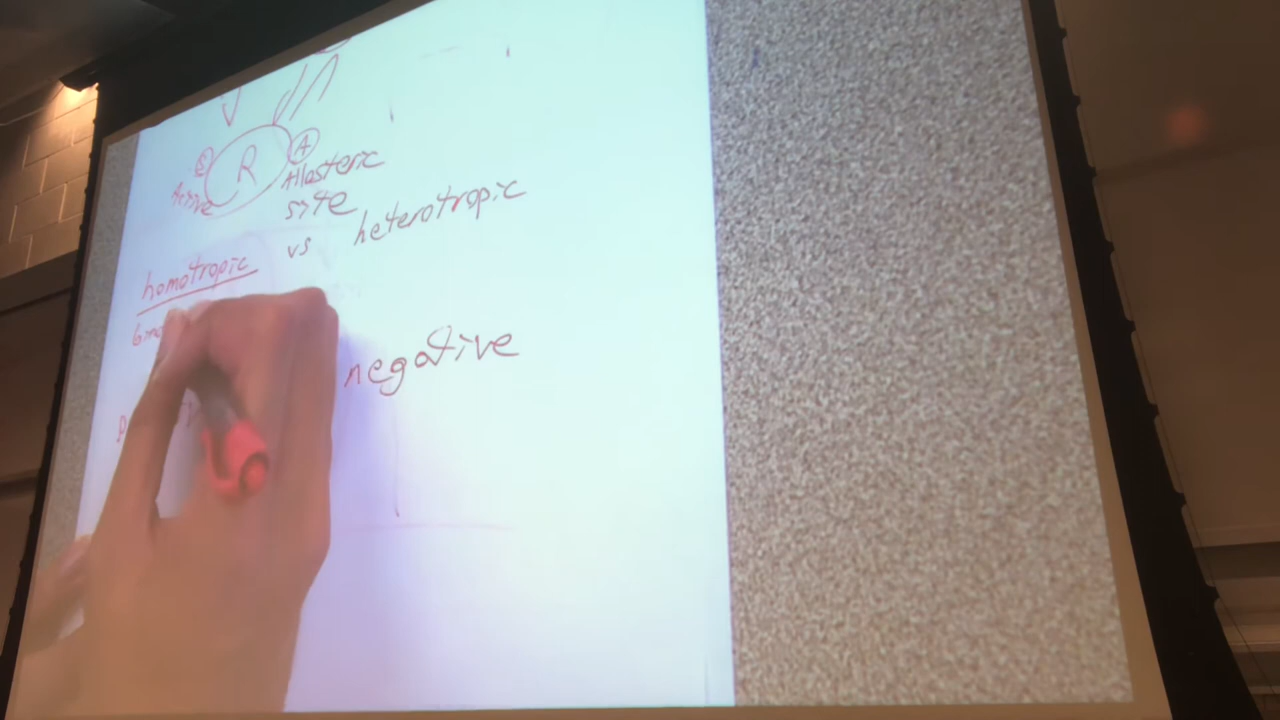 R
A
Active
Allosteric
site
vs heterotropic
homotropic
negative